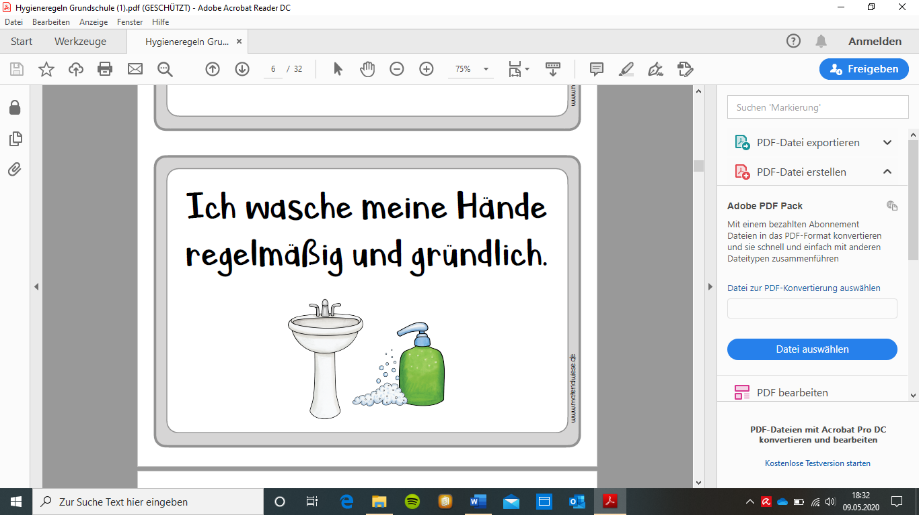 Hygieneregeln Grundschule (1).pdf (GESCHÜTZT) - Adobe Acrobat Reader DC
Datei Bearbeiten Anzeige Fenster Hilfe
Start Werkzeuge Hygieneregeln Gru... × Anmelden
6 / 32 75% Freigeben
Ich wasche meine Hände
regelmäßig und gründlich.
Suchen 'Markierung'
PDF-Datei exportieren
PDF-Datei erstellen
Adobe PDF Pack
Mit einem bezahlten Abonnement
Dateien in das PDF-Format konvertieren
und sie schnell und einfach mit anderen
Dateitypen zusammenführen
Datei zur PDF-Konvertierung auswählen
Datei auswählen
PDF bearbeiten
PDF-Dateien mit Acrobat Pro DC
konvertieren und bearbeiten
Kostenlose Testversion starten
Zur Suche Text hier eingeben
18:32
09.05.2020